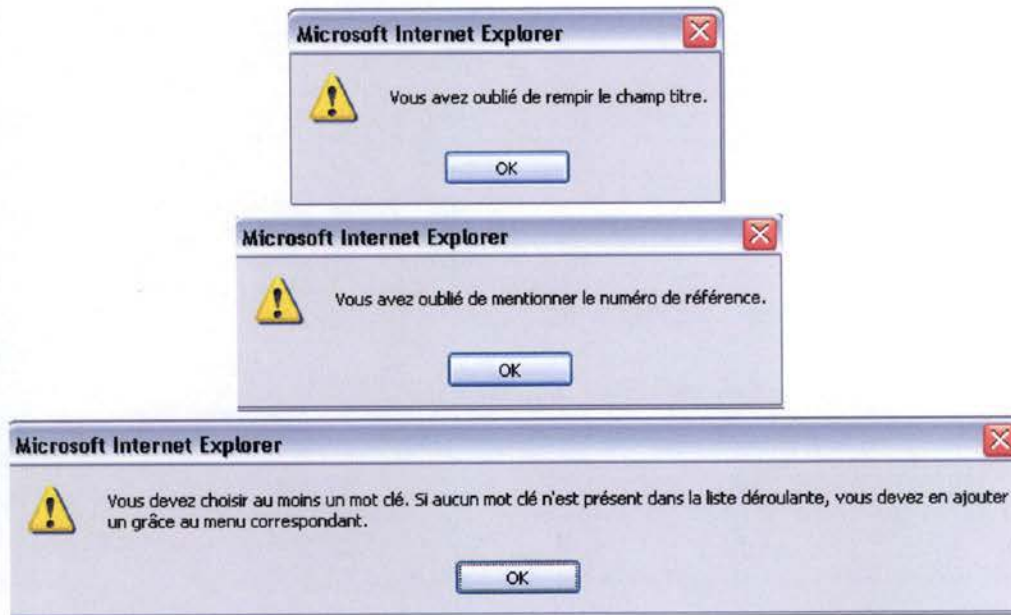 Microsoft Internet Explorer
Vous avez oublié de rempir le champ titre.
OK
Microsoft Internet Explorer
Vous avez oublié de mentionner le numéro de référence.
OK
Microsoft Internet Explorer
Vous devez choisir au moins un mot clé. Si aucun mot clé n'est présent dans la liste déroulante, vous devez en ajouter
un grâce au menu correspondant.
OK